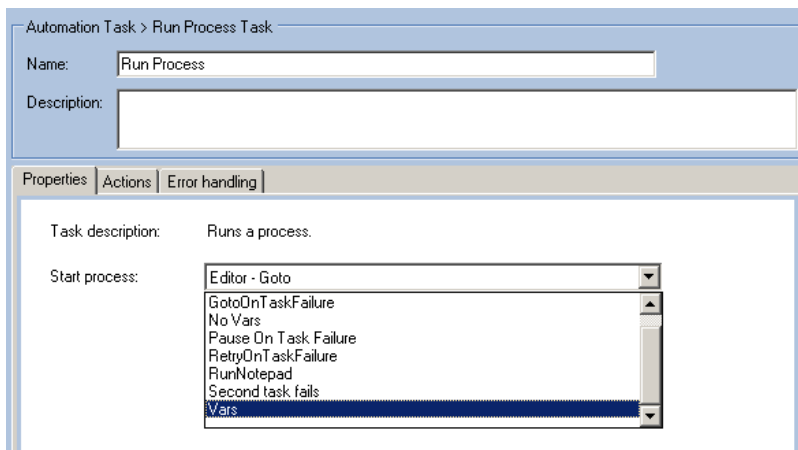 Automation Task > Run Process Task
Name: Run Process
Description:
Properties Actions Error handling
Task description: Runs a process.
Start process: Editor - Goto
GotoOnTaskFailure
No Vars
Pause On Task Failure
RetryOnTaskFailure
RunNotepad
Second task fails
Vars